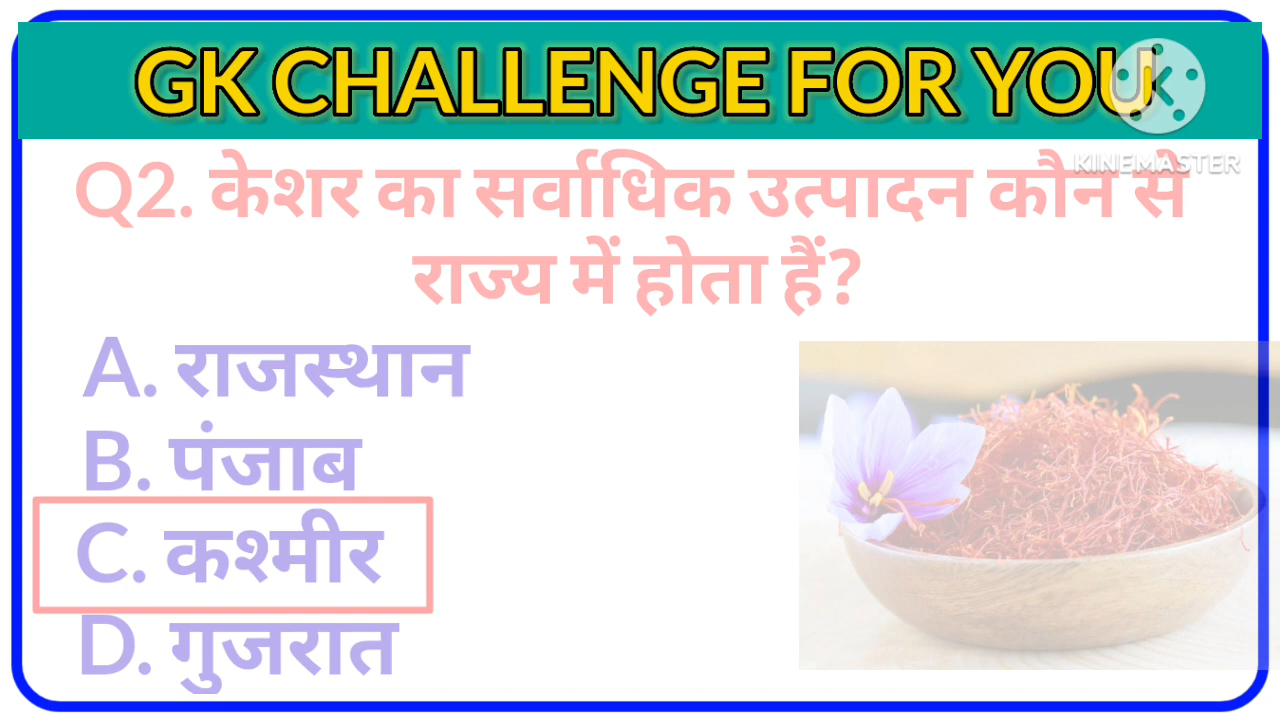 GK CHALLENGE FOR YOU
KINEMASTER
Q2. केशर का सर्वाधिक उत्पादन कौन से
राज्य में होता हैं?
A. राजस्थान
B. पंजाब
C. कश्मीर
D. गुजरात